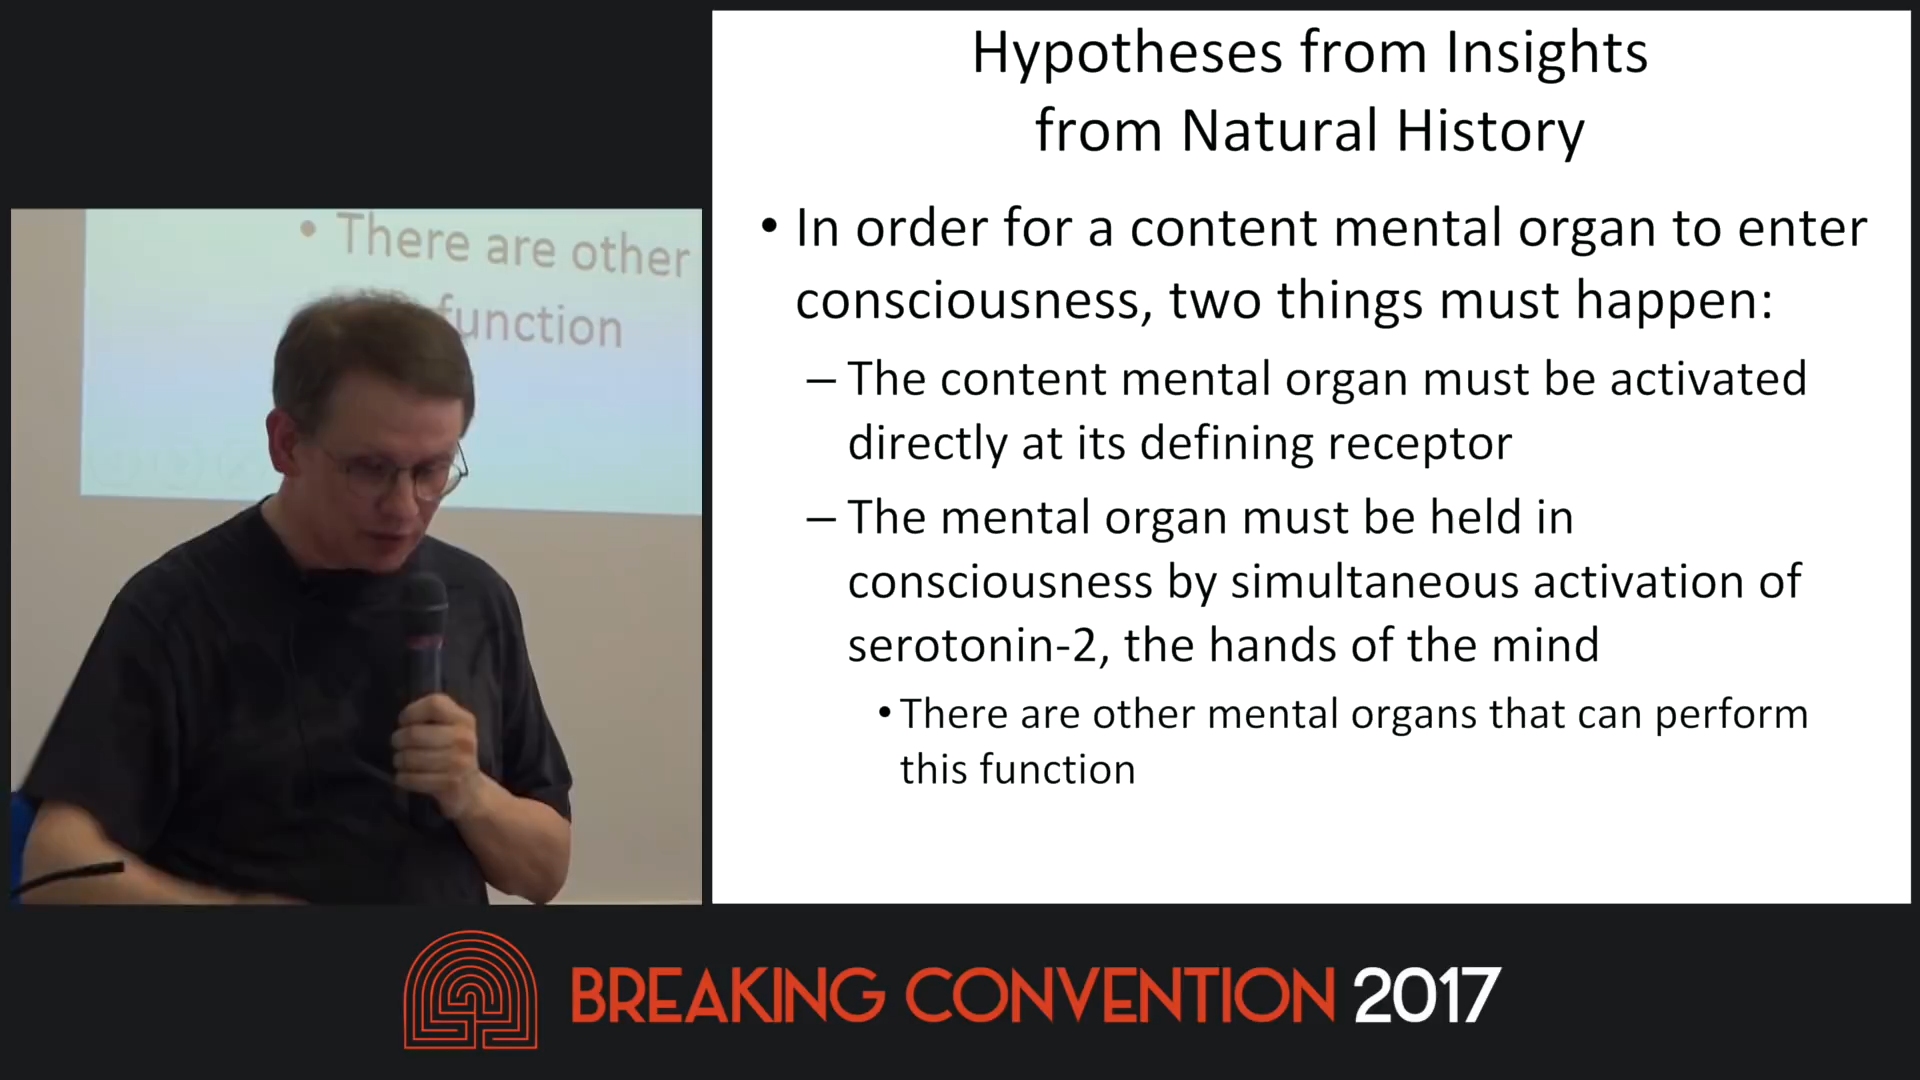 Hypotheses from Insights
from Natural History
• In order for a content mental organ to enter
consciousness, two things must happen:
– The content mental organ must be activated
directly at its defining receptor
– The mental organ must be held in
consciousness by simultaneous activation of
serotonin-2, the hands of the mind
• There are other mental organs that can perform
this function
• There are other
function
BREAKING CONVENTION 2017